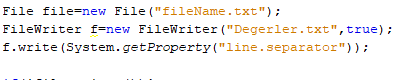 File file=new File("fileName.txt");
FileWriter f=new FileWriter("Degerler.txt",true);
f.write(System.getProperty("line.separator"));